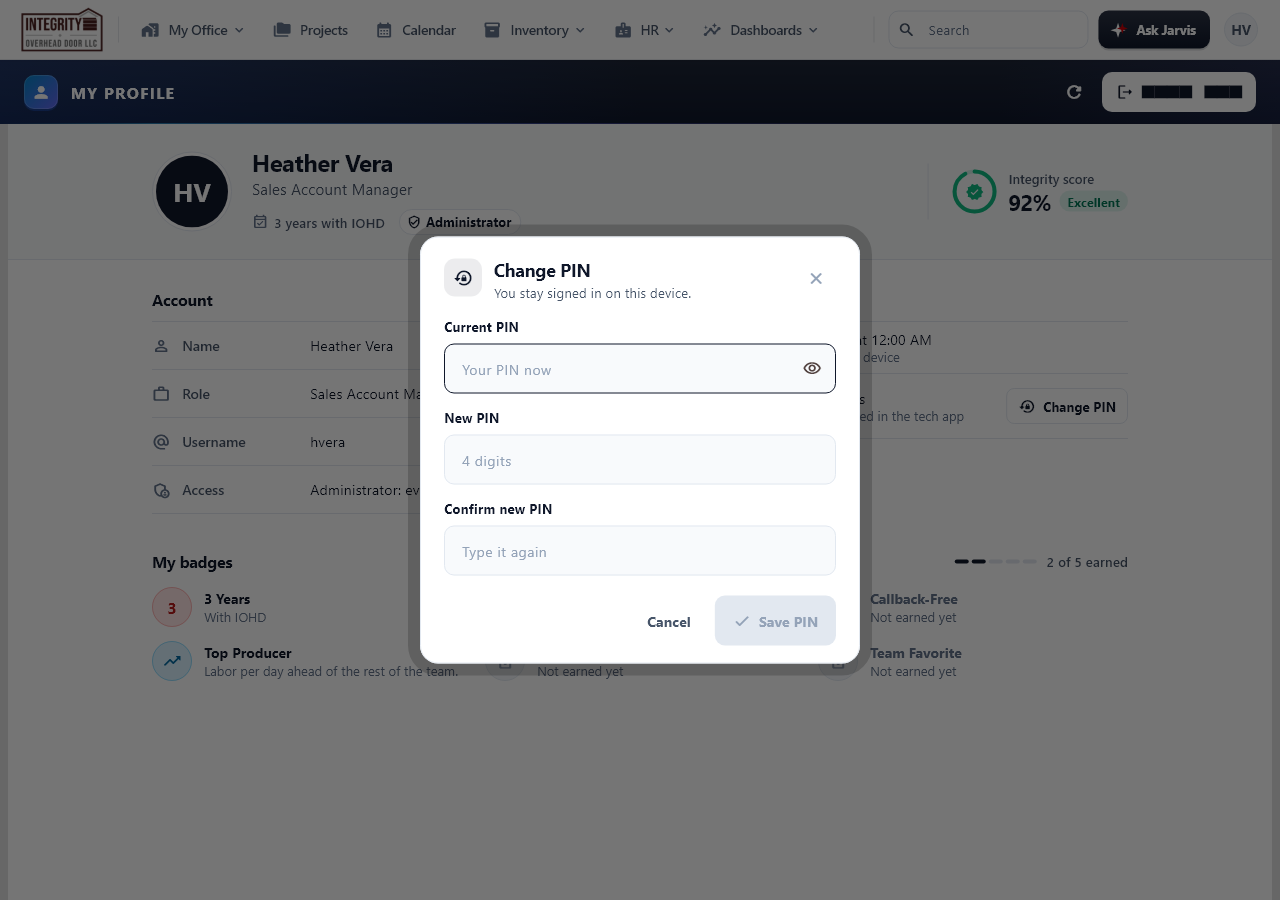 INTEGRITY
OVERHEAD DOOR LLC
My Office
Projects
Calendar
Inventory
HR
Dashboards
Search
Ask Jarvis
HV
MY PROFILE
HV
Heather Vera
Sales Account Manager
3 years with IOHD
Administrator
Integrity score
92%
Excellent
Change PIN
You stay signed in on this device.
Current PIN
Your PIN now
New PIN
4 digits
Confirm new PIN
Type it again
Cancel
Save PIN
Account
Name
Heather Vera
Role
Sales Account
Username
hvera
Access
Administrator:
12:00 AM
device
in the tech app
Change PIN
My badges
2 of 5 earned
3
3 Years
With IOHD
Callback-Free
Not earned yet
Top Producer
Labor per day ahead of the rest of the team.
Not earned yet
Team Favorite
Not earned yet